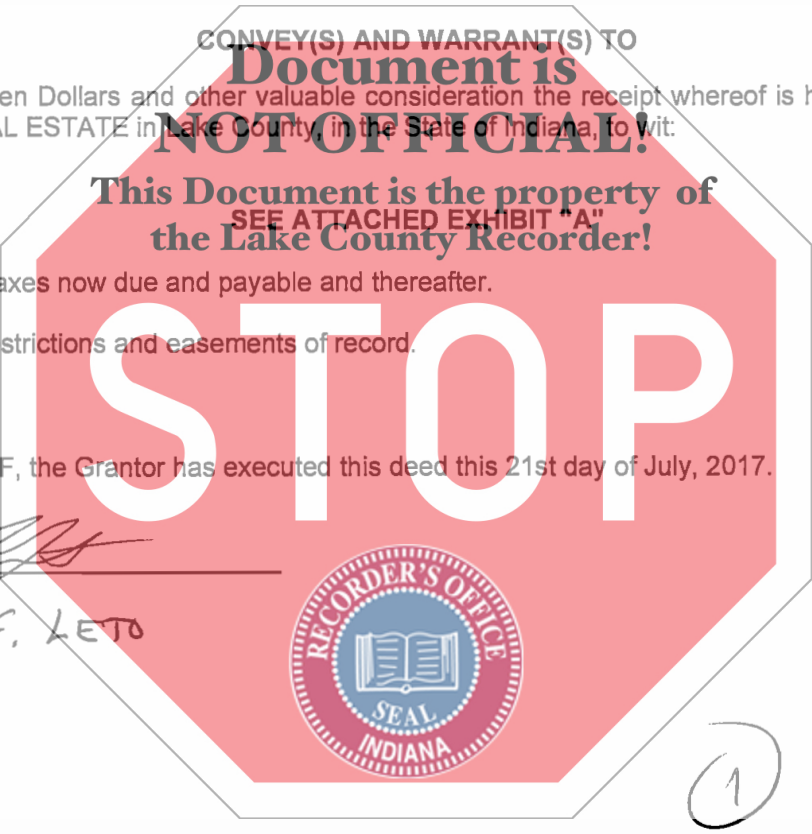 CONVEY(S) AND WARRANT(S) TO
Document is
en Dollars and other valuable consideration the receipt whereof is h
AL ESTATE in Lake County, in the State of Indiana, to wit:
NOT OFFICIAL!
This Document is the property of
SEE ATTACHED EXHIBIT "A"
the Lake County Recorder!
axes now due and payable and thereafter.
strictions and easements of record.
STOP
F, the Grantor has executed this deed this 21st day of July, 2017.
F. LETO
RECORDER'S OFFICE
SEAL
INDIANA
1